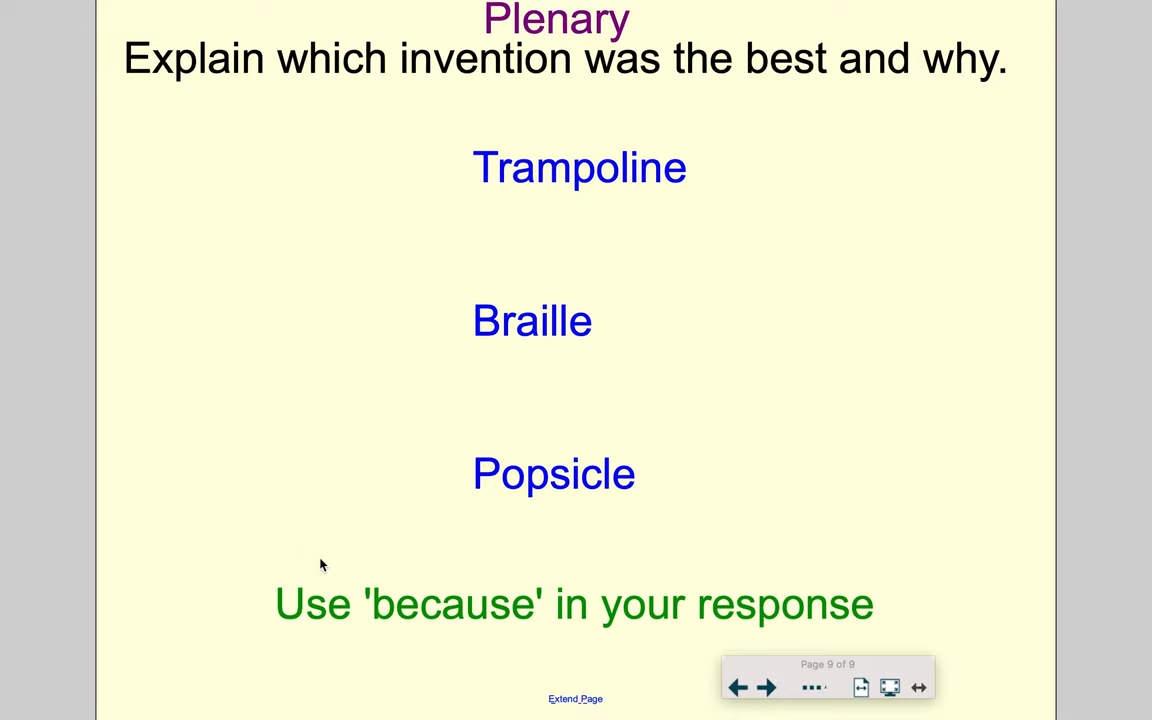 Plenary
Explain which invention was the best and why.
Trampoline
Braille
Popsicle
Use 'because' in your response
Page 9 of 9
Extend Page